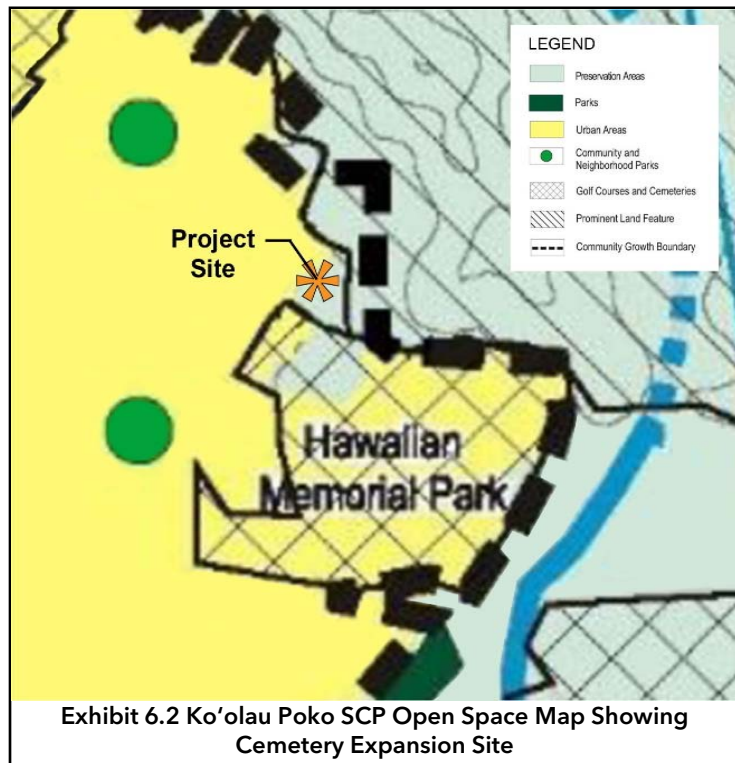 LEGEND
Preservation Areas
Parks
Urban Areas
Community and
Neighborhood Parks
Golf Courses and Cemeteries
Prominent Land Feature
Community Growth Boundary
Project
Site
Hawaiian
Memorial Park
Exhibit 6.2 Ko‘olau Poko SCP Open Space Map Showing
Cemetery Expansion Site